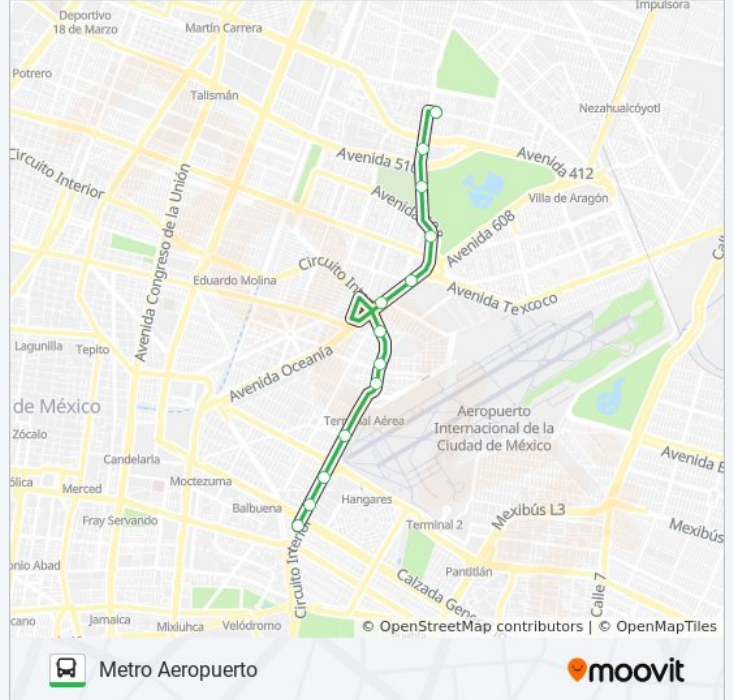 Impulsora
Deportivo
18 de Marzo
Martín Carrera
Potrero
Talismán
Nezahualcóyotl
Avenida 510
Avenida 412
Circuito Interior
Villa de Aragón
Avenida 608
Avenida Congreso de la Unión
Circuito Int
Eduardo Molina
Avenida Texcoco
Lagunilla
Tepito
Avenida Oceanía
de México
Aeropuerto
Internacional de la
Ciudad de México
Zócalo
Candelaria
Avenida
Moctezuma
Merced
Hangares
Balbuena
Mexibús L3
Fray Servando
Terminal 2
Mexibús
Pantitlán
Circuito Interior
Calzada
Calle 7
Jamaica
Mixiuhca
Velódromo
© OpenStreetMap contributors | © OpenMapTiles
Metro Aeropuerto
moovit